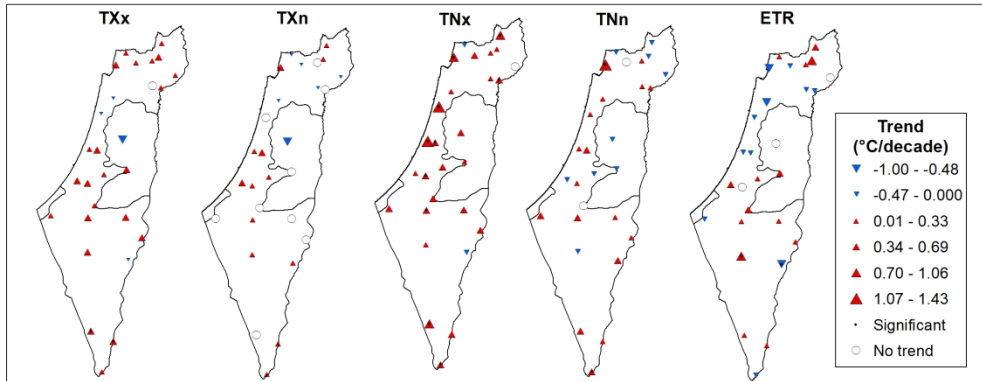 TXx TXn TNx TNn ETR
Trend
(°C/decade)
-1.00 - -0.48
-0.47 - 0.000
0.01 - 0.33
0.34 - 0.69
0.70 - 1.06
1.07 - 1.43
Significant
No trend